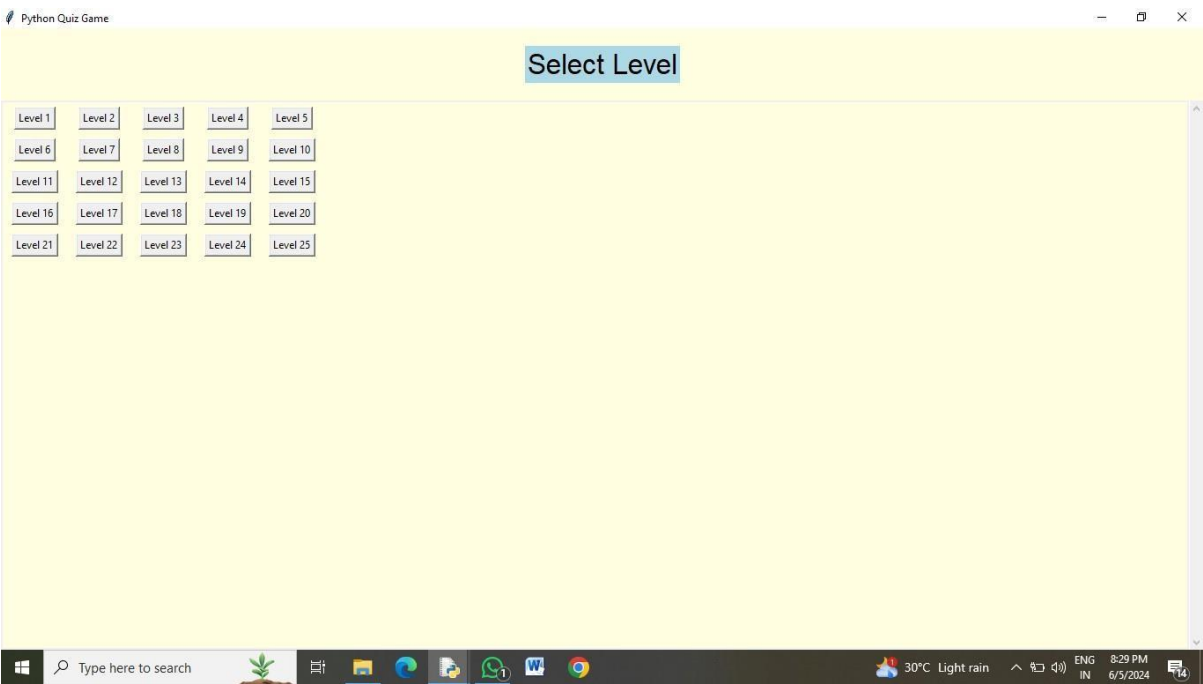 Python Quiz Game
Select Level
Level 1 Level 2 Level 3 Level 4 Level 5
Level 6 Level 7 Level 8 Level 9 Level 10
Level 11 Level 12 Level 13 Level 14 Level 15
Level 16 Level 17 Level 18 Level 19 Level 20
Level 21 Level 22 Level 23 Level 24 Level 25
Type here to search
1
W
1
30°C Light rain
ENG
IN
8:29 PM
6/5/2024
14